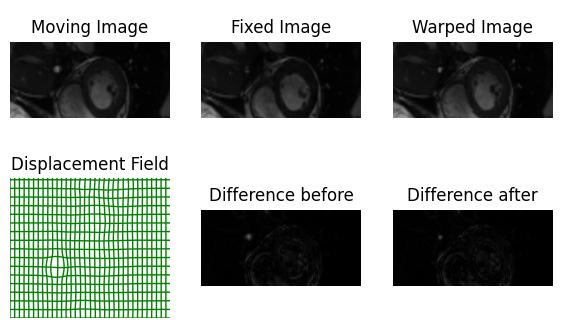 Moving Image
Fixed Image
Warped Image
Displacement Field
Difference before
Difference after